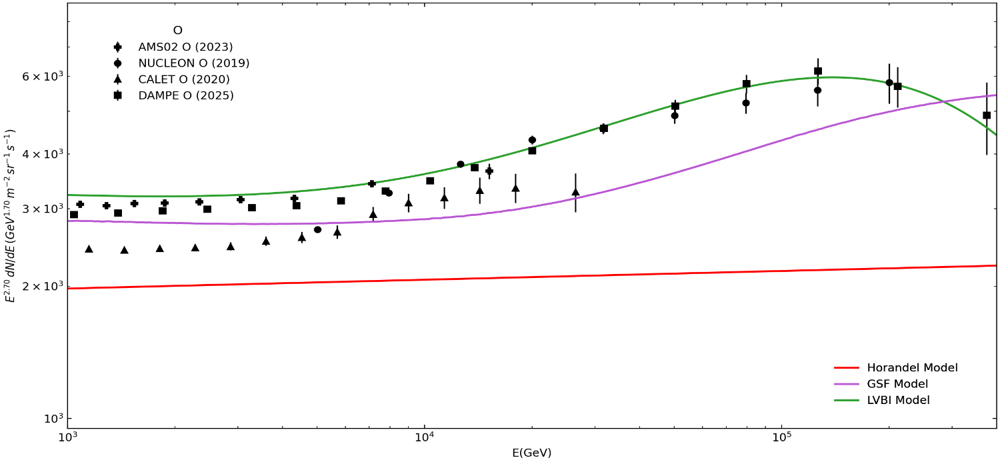 O
AMS02 O (2023)
NUCLEON O (2019)
CALET O (2020)
DAMPE O (2025)
6 × 10³
4 × 10³
3 × 10³
2 × 10³
10³
E^{2.70} dN/dE (GeV^{1.70} m^{−2} sr^{−1} s^{−1})
Horandel Model
GSF Model
LVBI Model
10³ 10⁴ 10⁵
E(GeV)